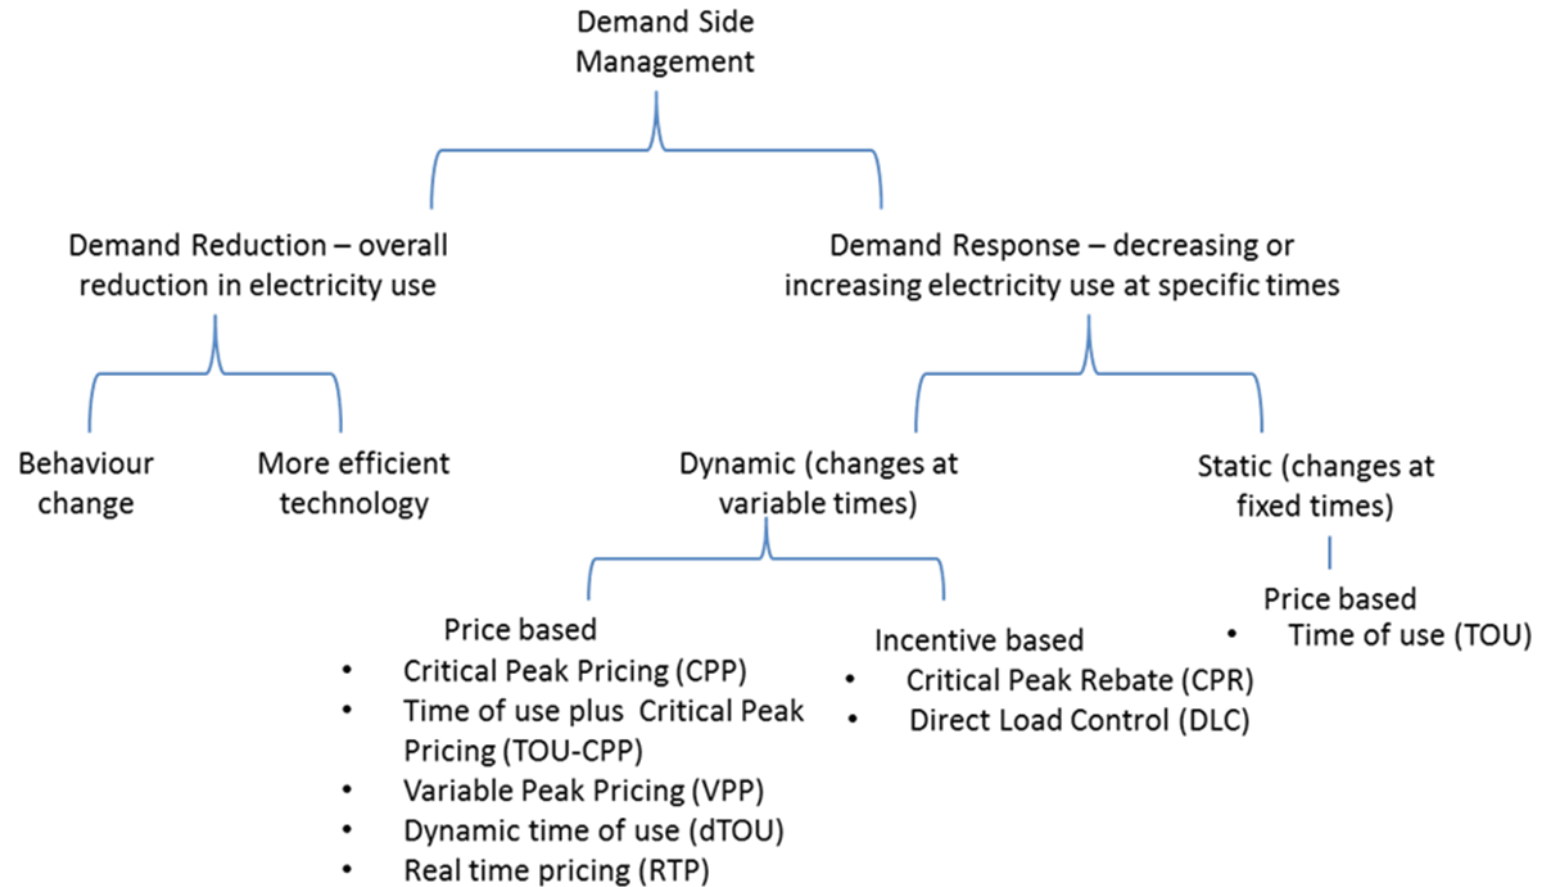 Demand Side
Management
Demand Reduction – overall
reduction in electricity use
Demand Response – decreasing or
increasing electricity use at specific times
Behaviour
change
More efficient
technology
Dynamic (changes at
variable times)
Static (changes at
fixed times)
Price based
• Critical Peak Pricing (CPP)
• Time of use plus Critical Peak
Pricing (TOU-CPP)
• Variable Peak Pricing (VPP)
• Dynamic time of use (dTOU)
• Real time pricing (RTP)
Incentive based
• Critical Peak Rebate (CPR)
• Direct Load Control (DLC)
Price based
• Time of use (TOU)